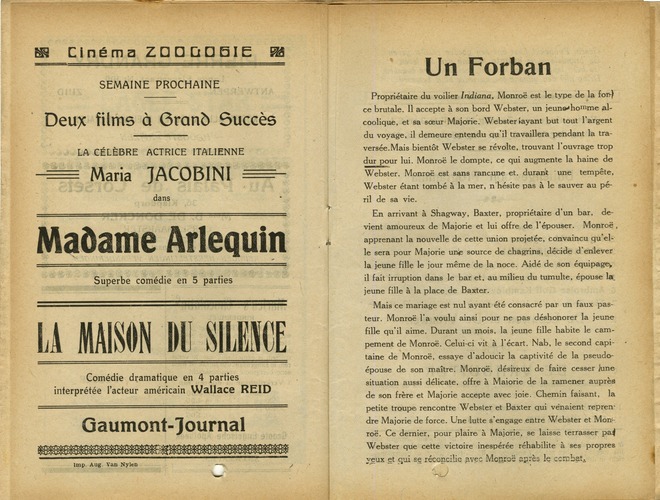 Cinéma ZOOLOGIE
SEMAINE PROCHAINE
Deux films à Grand Succès
LA CÉLÈBRE ACTRICE ITALIENNE
Maria JACOBINI
dans
Madame Arlequin
Superbe comédie en 5 parties
LA MAISON DU SILENCE
Comédie dramatique en 4 parties
interprétée l'acteur américain Wallace REID
Gaumont-Journal
Imp. Aug. Van Nylen
Un Forban
Propriétaire du voilier Indiana, Monroë est le type de la for-
ce brutale. Il accepte à son bord Webster, un jeune homme al-
coolique, et sa sœur Majorie. Webster ayant but tout l'argent
du voyage, il demeure entendu qu'il travaillera pendant la tra-
versée. Mais bientôt Webster se révolte, trouvant l'ouvrage trop
dur pour lui. Monroë le dompte, ce qui augmente la haine de
Webster. Monroë est sans rancune et, durant une tempête,
Webster étant tombé à la mer, n'hésite pas à le sauver au pé-
ril de sa vie.
En arrivant à Shagway, Baxter, propriétaire d'un bar, de-
vient amoureux de Majorie et lui offre de l'épouser. Monroë,
apprenant la nouvelle de cette union projetée, convaincu qu'el-
le sera pour Majorie une source de chagrins, décide d'enlever
la jeune fille le jour même de la noce. Aidé de son équipage,
il fait irruption dans le bar et, au milieu du tumulte, épouse la
jeune fille à la place de Baxter.
Mais ce mariage est nul ayant été consacré par un faux pas-
teur. Monroë l'a voulu ainsi pour ne pas déshonorer la jeune
fille qu'il aime. Durant un mois, la jeune fille habite le cam-
pement de Monroë. Celui-ci vit à l'écart. Nab, le second capi-
taine de Monroë, essaye d'adoucir la captivité de la pseudo-
épouse de son maître. Monroë, désireux de faire cesser une
situation aussi délicate, offre à Maiorie de la ramener auprès
de son frère et Majorie accepte avec joie. Chemin faisant, la
petite troupe rencontre Webster et Baxter qui vénaient repren-
dre Majorie de force. Une lutte s'engage entre Webster et Mon-
roë. Ce dernier, pour plaire à Majorie, se laisse terrasser par
Webster que cette victoire inespérée réhabilite à ses propres
yeux et qui se réconcilie avec Monroë après le combat.